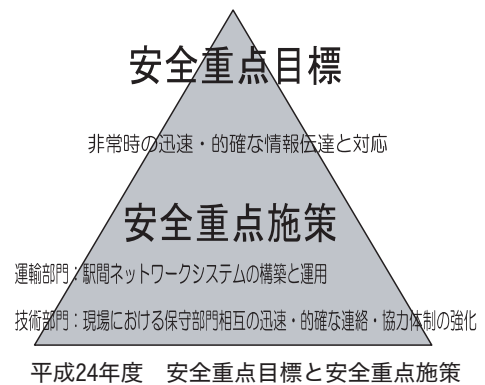 安全重点目標
非常時の迅速・的確な情報伝達と対応
安全重点施策
運輸部門：駅間ネットワークシステムの構築と運用
技術部門：現場における保守部門相互の迅速・的確な連絡・協力体制の強化
平成24年度　安全重点目標と安全重点施策